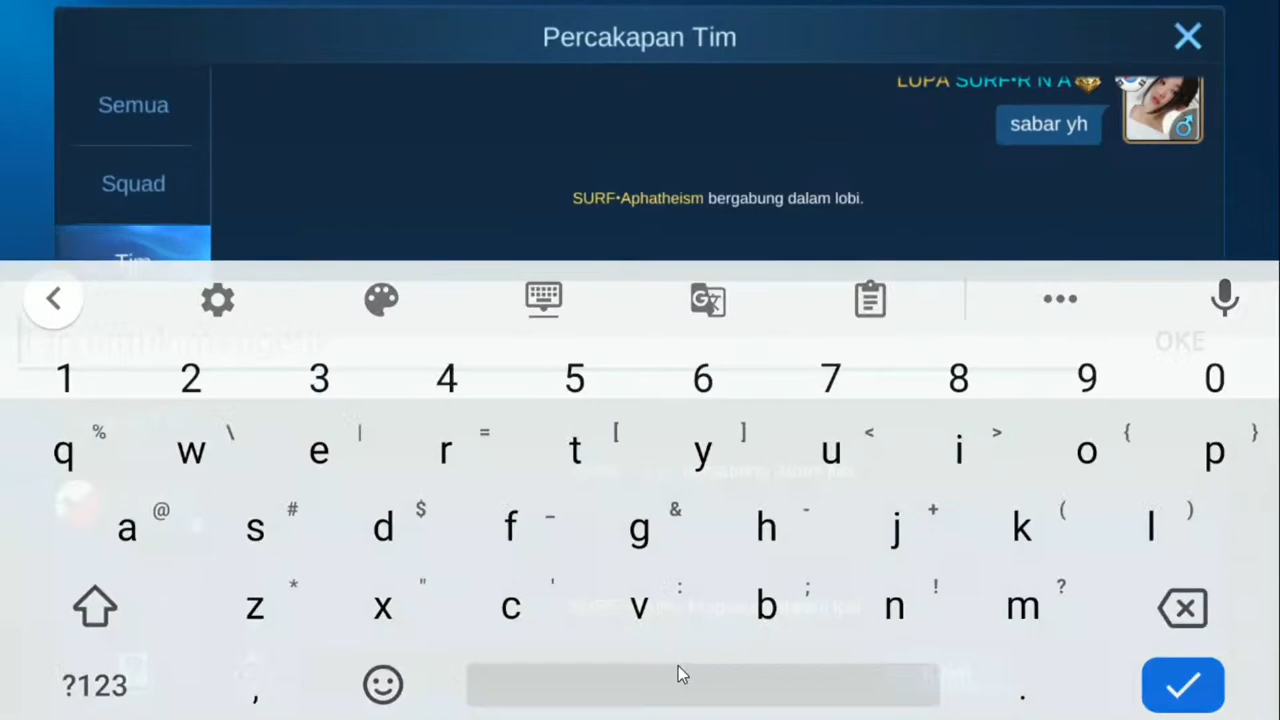 Percakapan Tim
Semua
LUPA SURF•R N A
sabar yh
Squad
SURF•Aphatheism bergabung dalam lobi.
Tim
OKE
1 2 3 4 5 6 7 8 9 0
% \ | = [ ] < > { }
q w e r t y u i o p
@ # $ _ & - + ( )
a s d f g h j k l
* " ' : ; ! ?
z x c v b n m
?123 , .